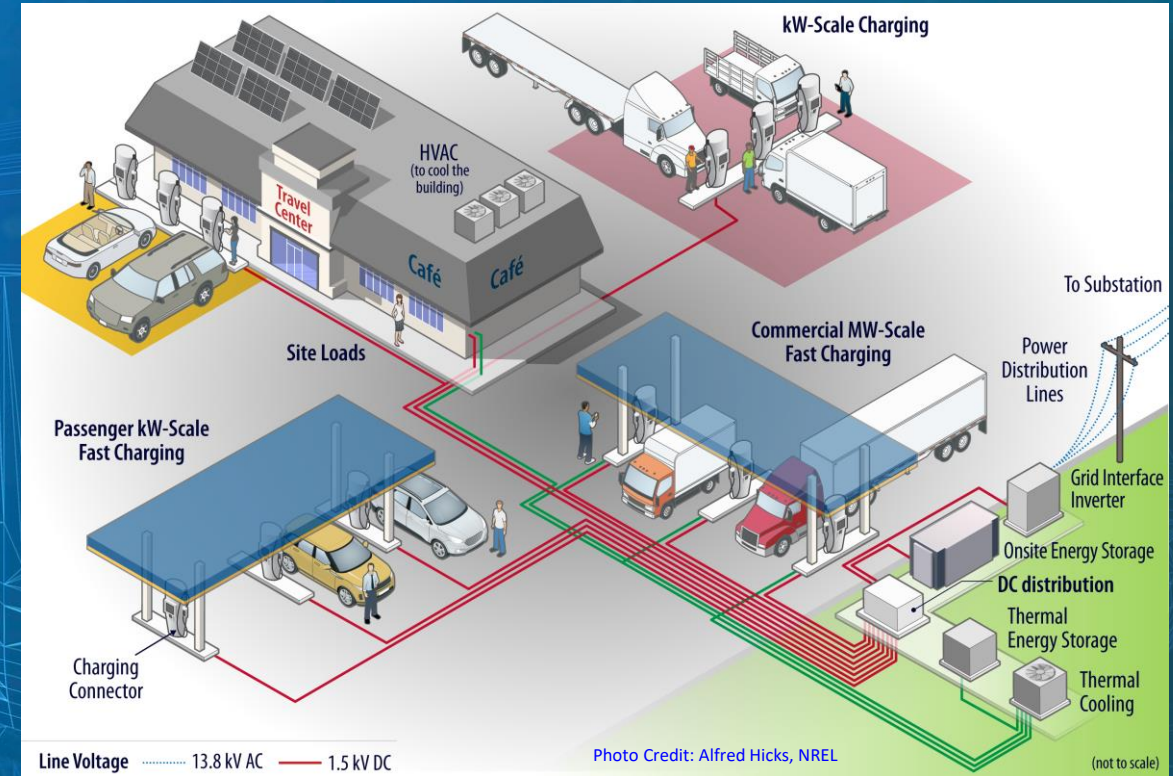 kW-Scale Charging
HVAC
(to cool the
building)
Travel
Center
Café
Café
To Substation
Site Loads
Commercial MW-Scale
Fast Charging
Power
Distribution
Lines
Passenger kW-Scale
Fast Charging
Grid Interface
Inverter
Onsite Energy Storage
DC distribution
Thermal
Energy Storage
Charging
Connector
Thermal
Cooling
Line Voltage 13.8 kV AC 1.5 kV DC
Photo Credit: Alfred Hicks, NREL
(not to scale)